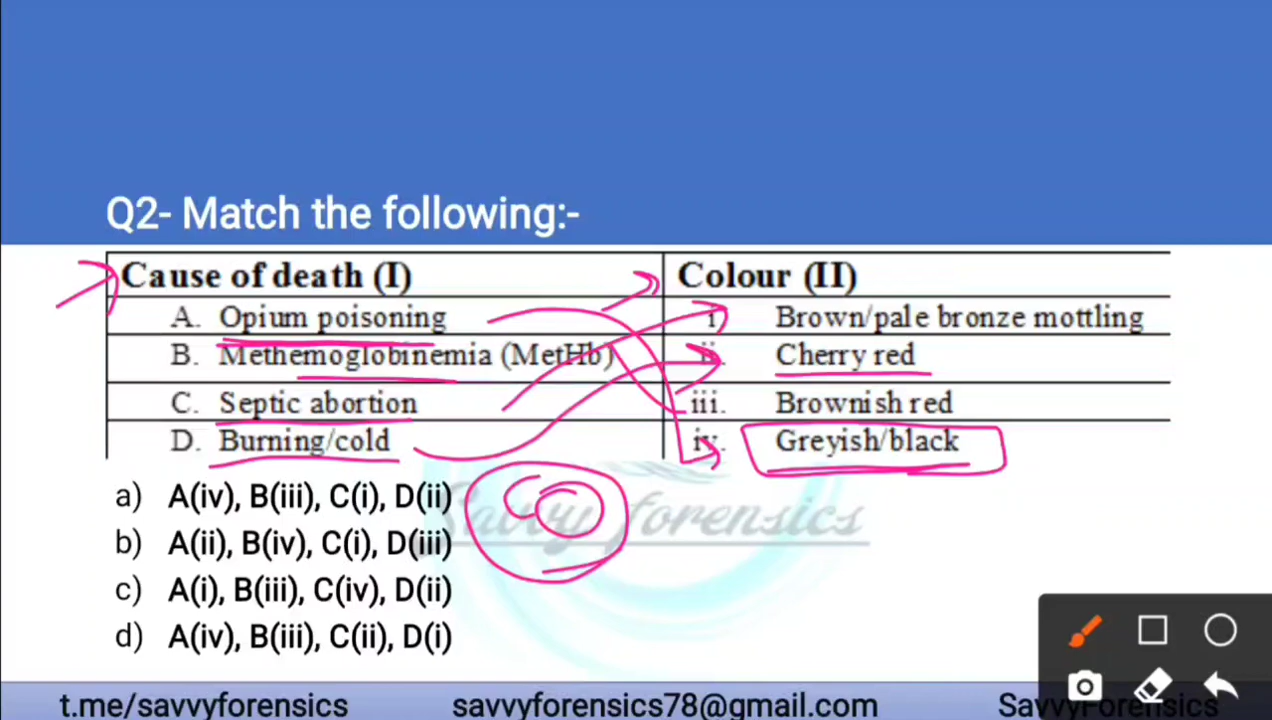 Q2- Match the following:-
Cause of death (I) Colour (II)
A. Opium poisoning i. Brown/pale bronze mottling
B. Methemoglobinemia (MetHb) ii. Cherry red
C. Septic abortion iii. Brownish red
D. Burning/cold iv. Greyish/black
a) A(iv), B(iii), C(i), D(ii)
Savvy forensics
b) A(ii), B(iv), C(i), D(iii)
c) A(i), B(iii), C(iv), D(ii)
d) A(iv), B(iii), C(ii), D(i)
t.me/savvyforensics savvyforensics78@gmail.com SavvyForensics